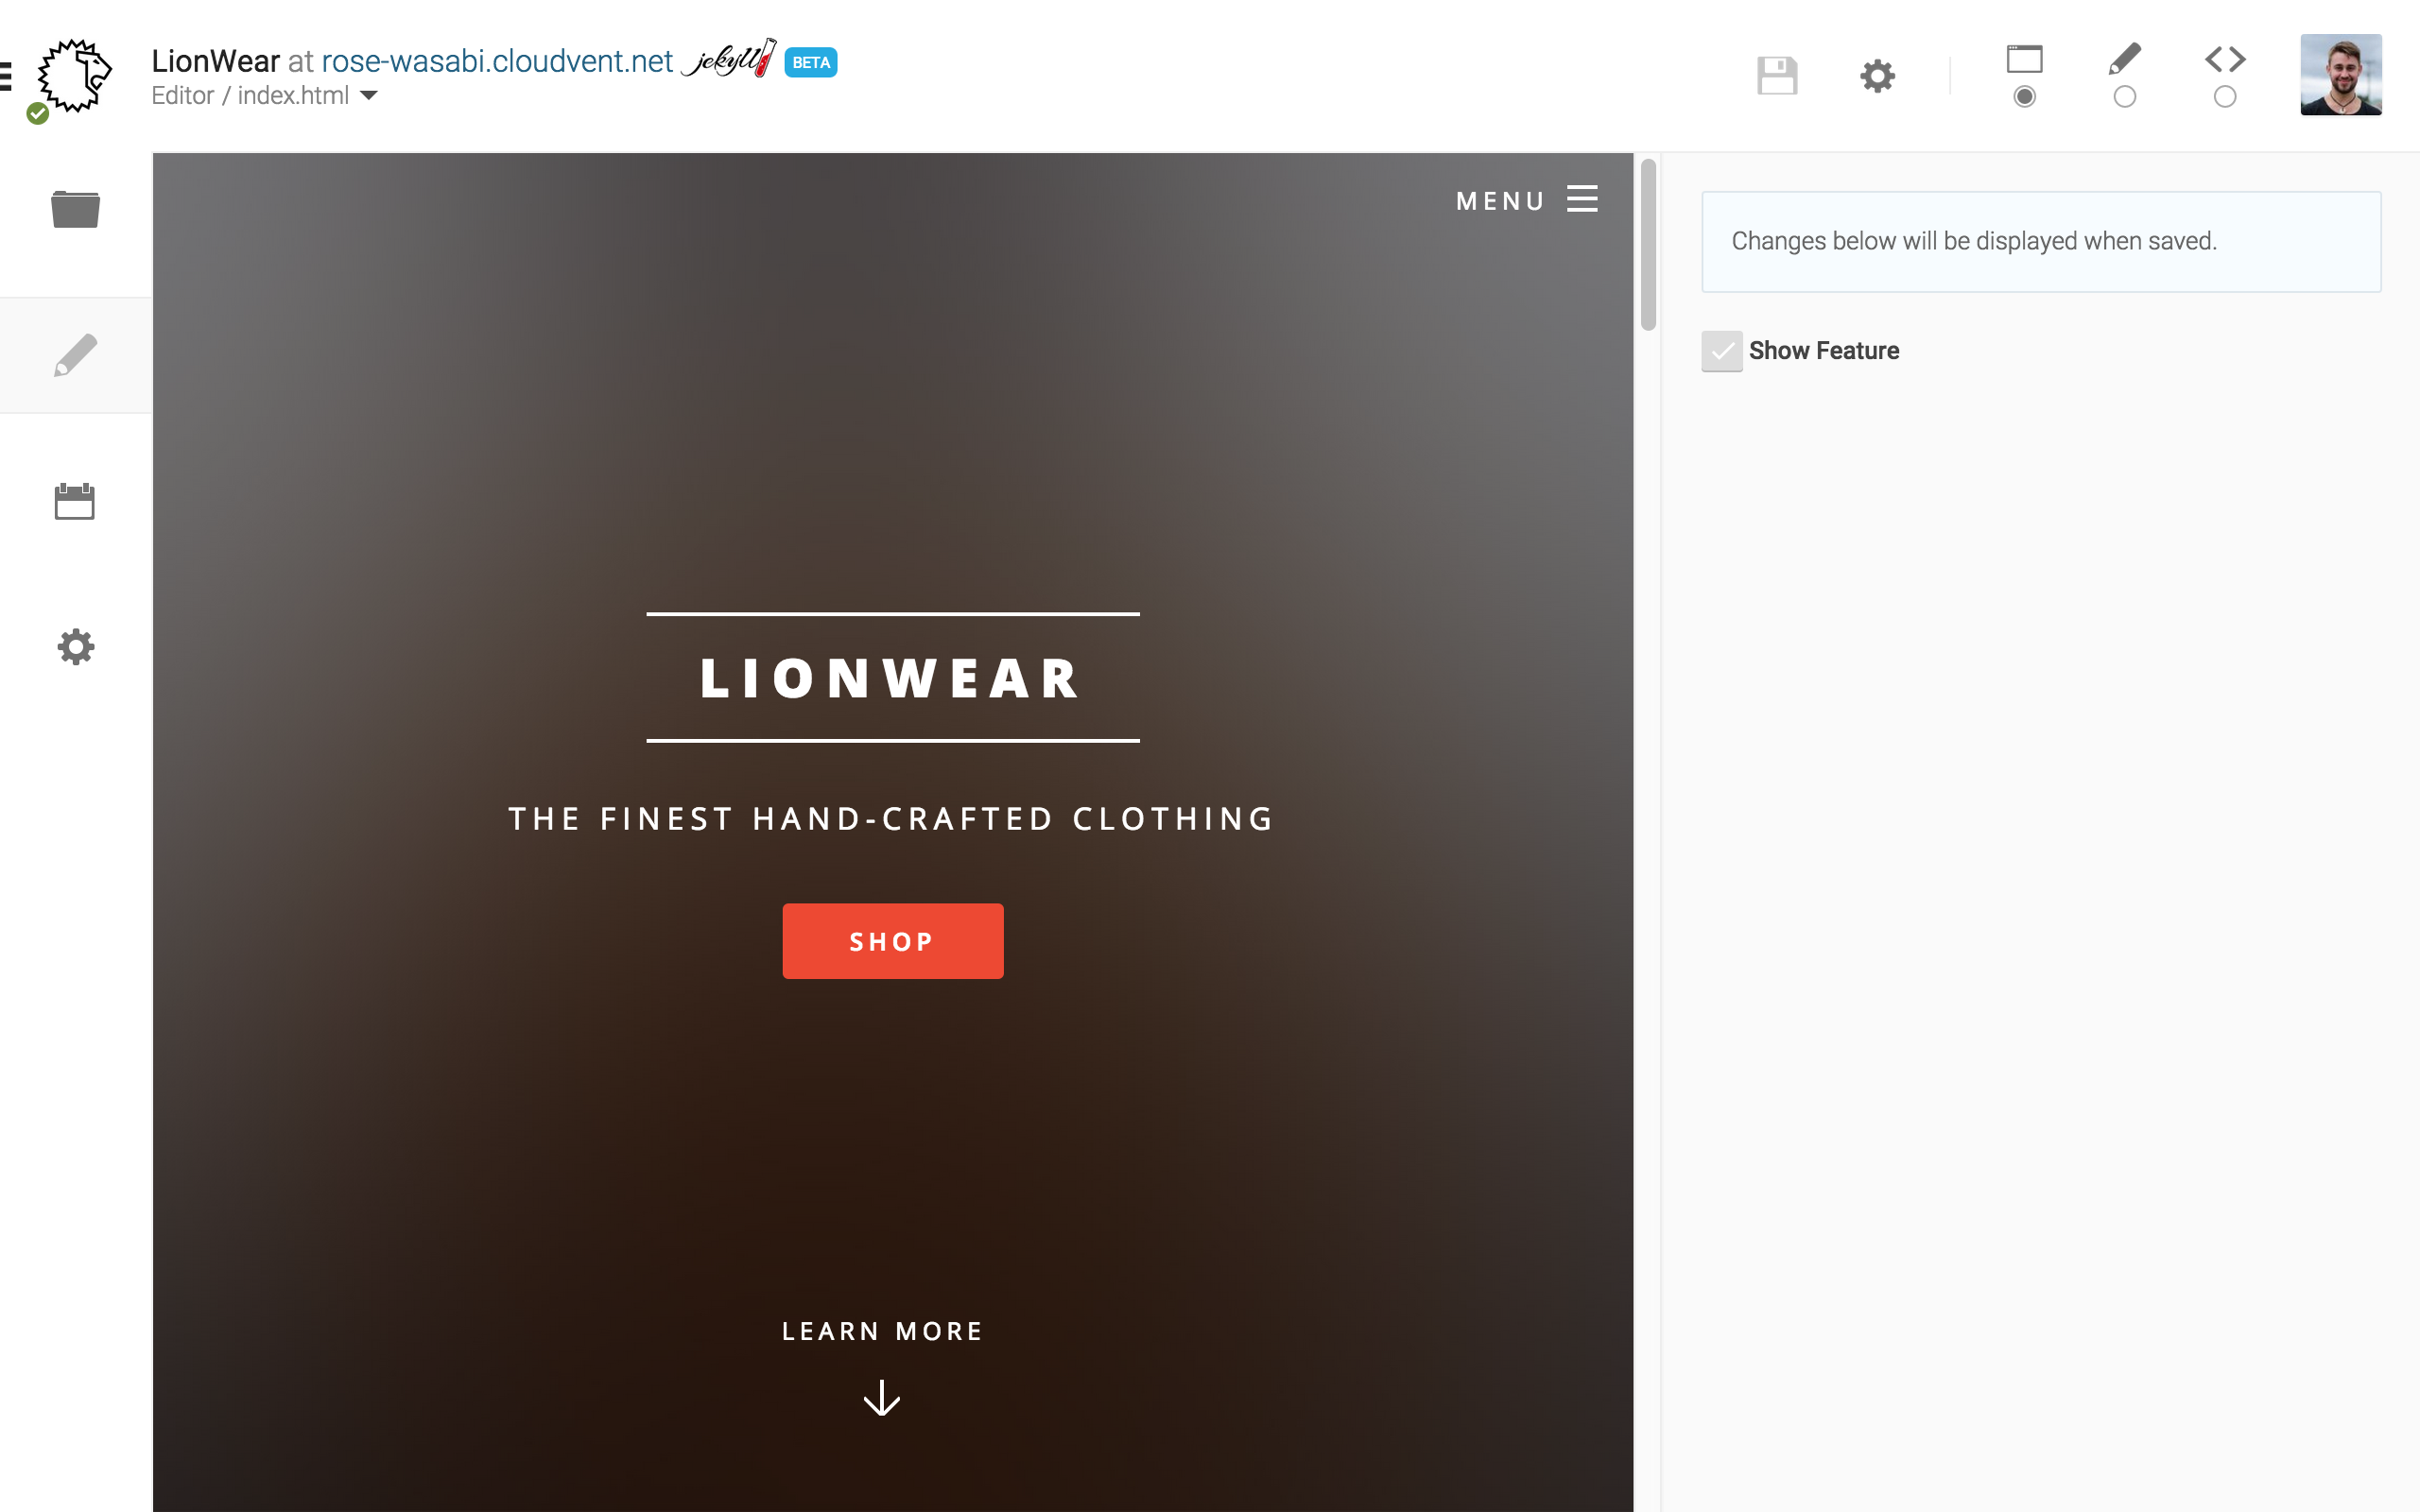 LionWear at rose-wasabi.cloudvent.net jekyll BETA
Editor / index.html
MENU
Changes below will be displayed when saved.
Show Feature
LIONWEAR
THE FINEST HAND-CRAFTED CLOTHING
SHOP
LEARN MORE